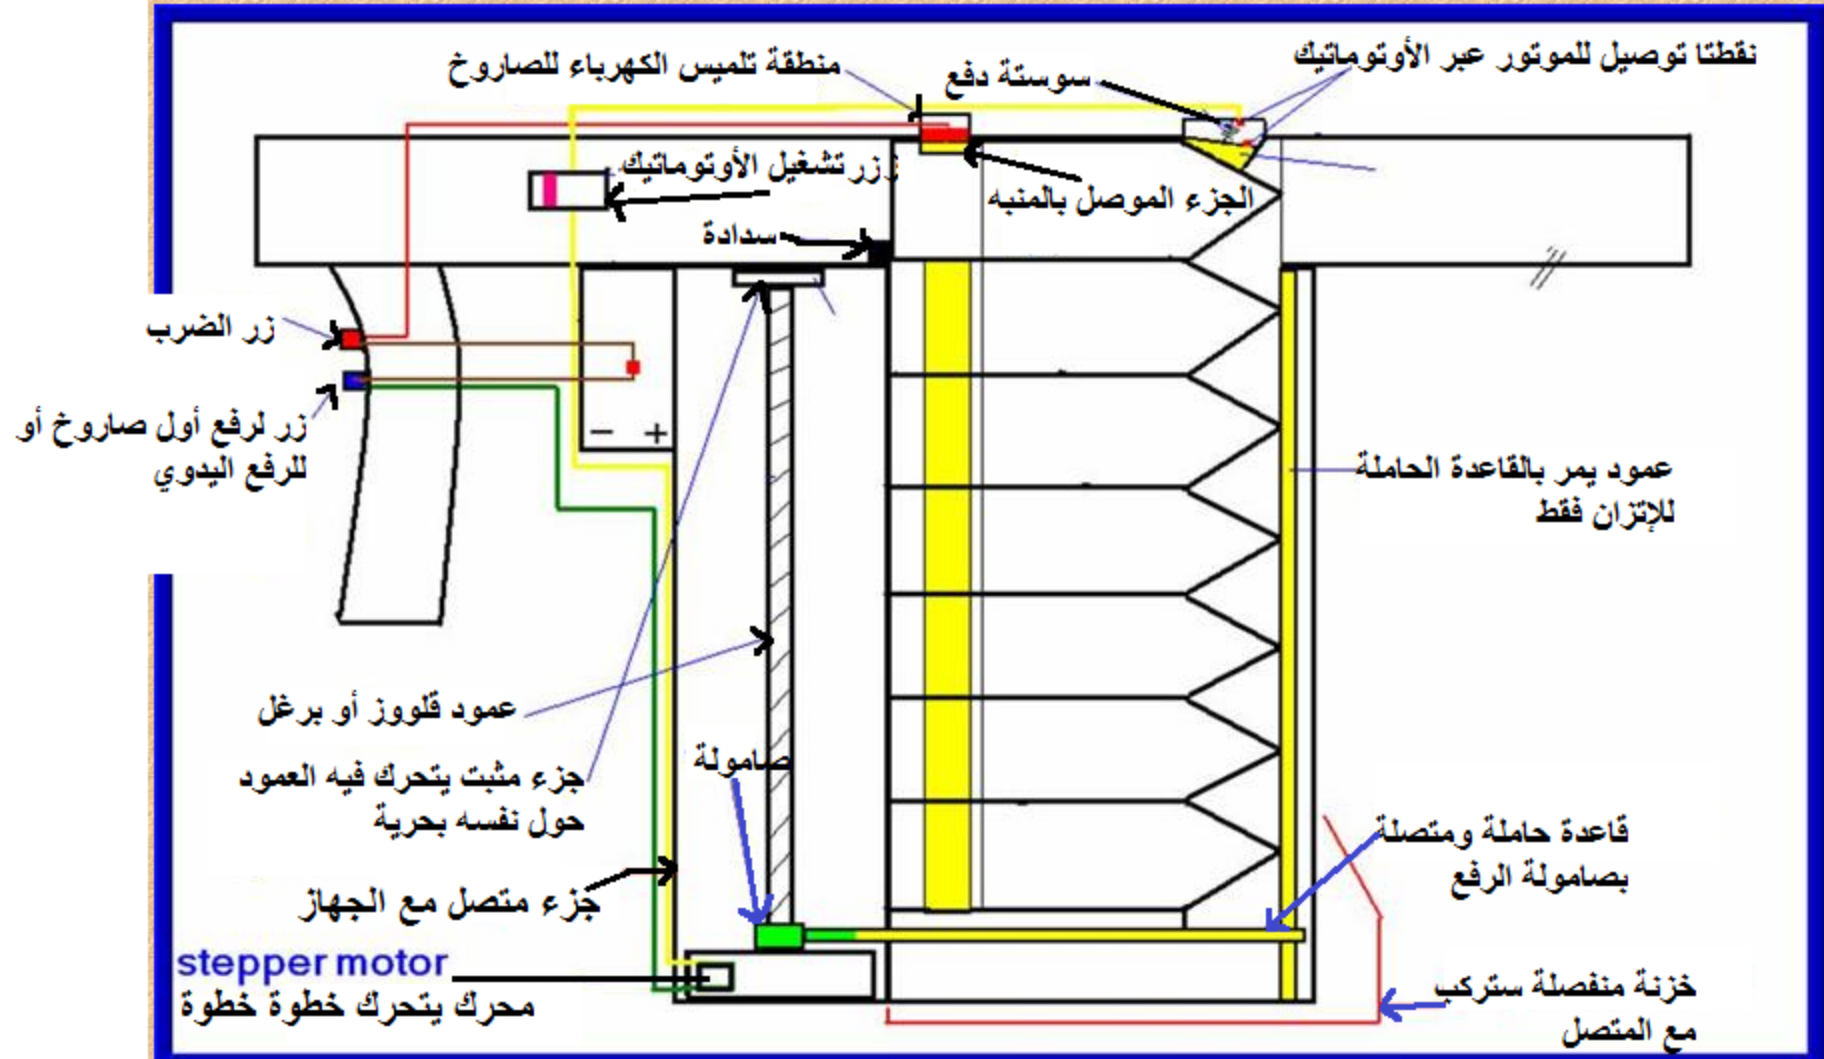 نقطتا توصيل للموتور عبر الأوتوماتيك
سوستة دفع
منطقة تلميس الكهرباء للصاروخ
زر تشغيل الأوتوماتيك
الجزء الموصل بالمنبه
سدادة
زر الضرب
زر لرفع أول صاروخ أو
للرفع اليدوي
− +
عمود يمر بالقاعدة الحاملة
للإتزان فقط
عمود قلووز أو برغل
صامولة
جزء مثبت يتحرك فيه العمود
حول نفسه بحرية
قاعدة حاملة ومتصلة
بصامولة الرفع
جزء متصل مع الجهاز
stepper motor
محرك يتحرك خطوة خطوة
خزنة منفصلة ستركب
مع المتصل